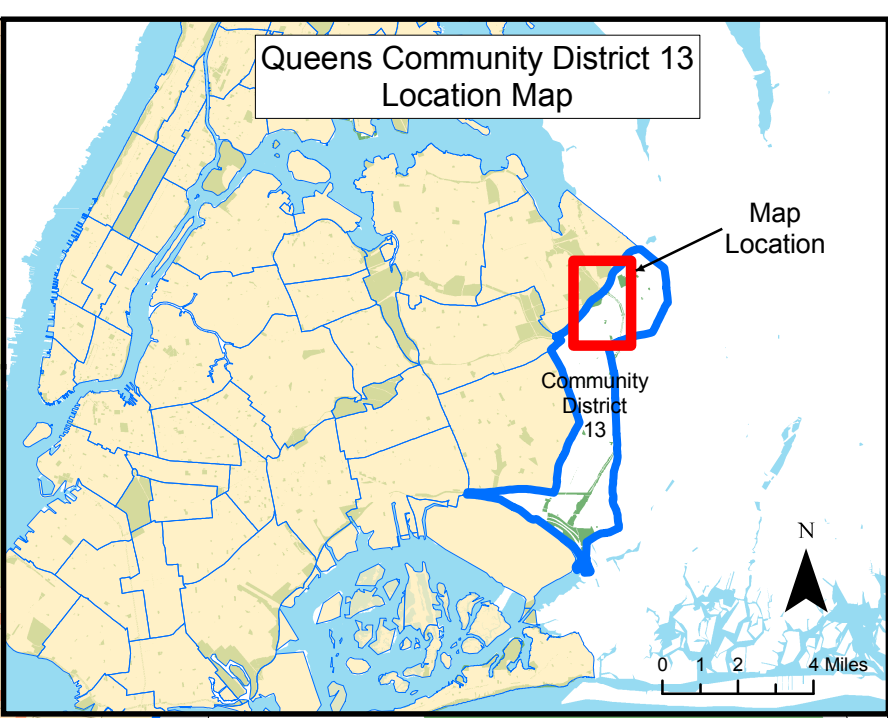 Queens Community District 13
Location Map
Map
Location
Community
District
13
N
0 1 2 4 Miles